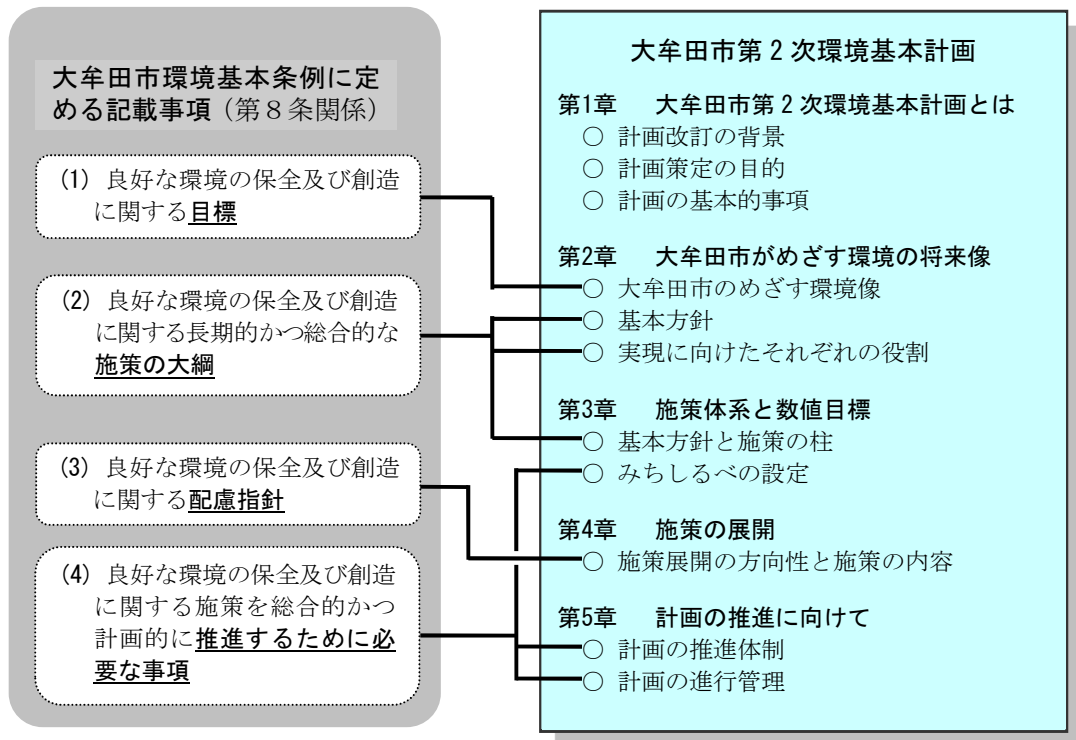 大牟田市環境基本条例に定
める記載事項（第８条関係）
(1) 良好な環境の保全及び創造
に関する目標
(2) 良好な環境の保全及び創造
に関する長期的かつ総合的な
施策の大綱
(3) 良好な環境の保全及び創造
に関する配慮指針
(4) 良好な環境の保全及び創造
に関する施策を総合的かつ
計画的に推進するために必
要な事項
大牟田市第２次環境基本計画
第1章 大牟田市第２次環境基本計画とは
○ 計画改訂の背景
○ 計画策定の目的
○ 計画の基本的事項
第2章 大牟田市がめざす環境の将来像
○ 大牟田市のめざす環境像
○ 基本方針
○ 実現に向けたそれぞれの役割
第3章 施策体系と数値目標
○ 基本方針と施策の柱
○ みちしるべの設定
第4章 施策の展開
○ 施策展開の方向性と施策の内容
第5章 計画の推進に向けて
○ 計画の推進体制
○ 計画の進行管理